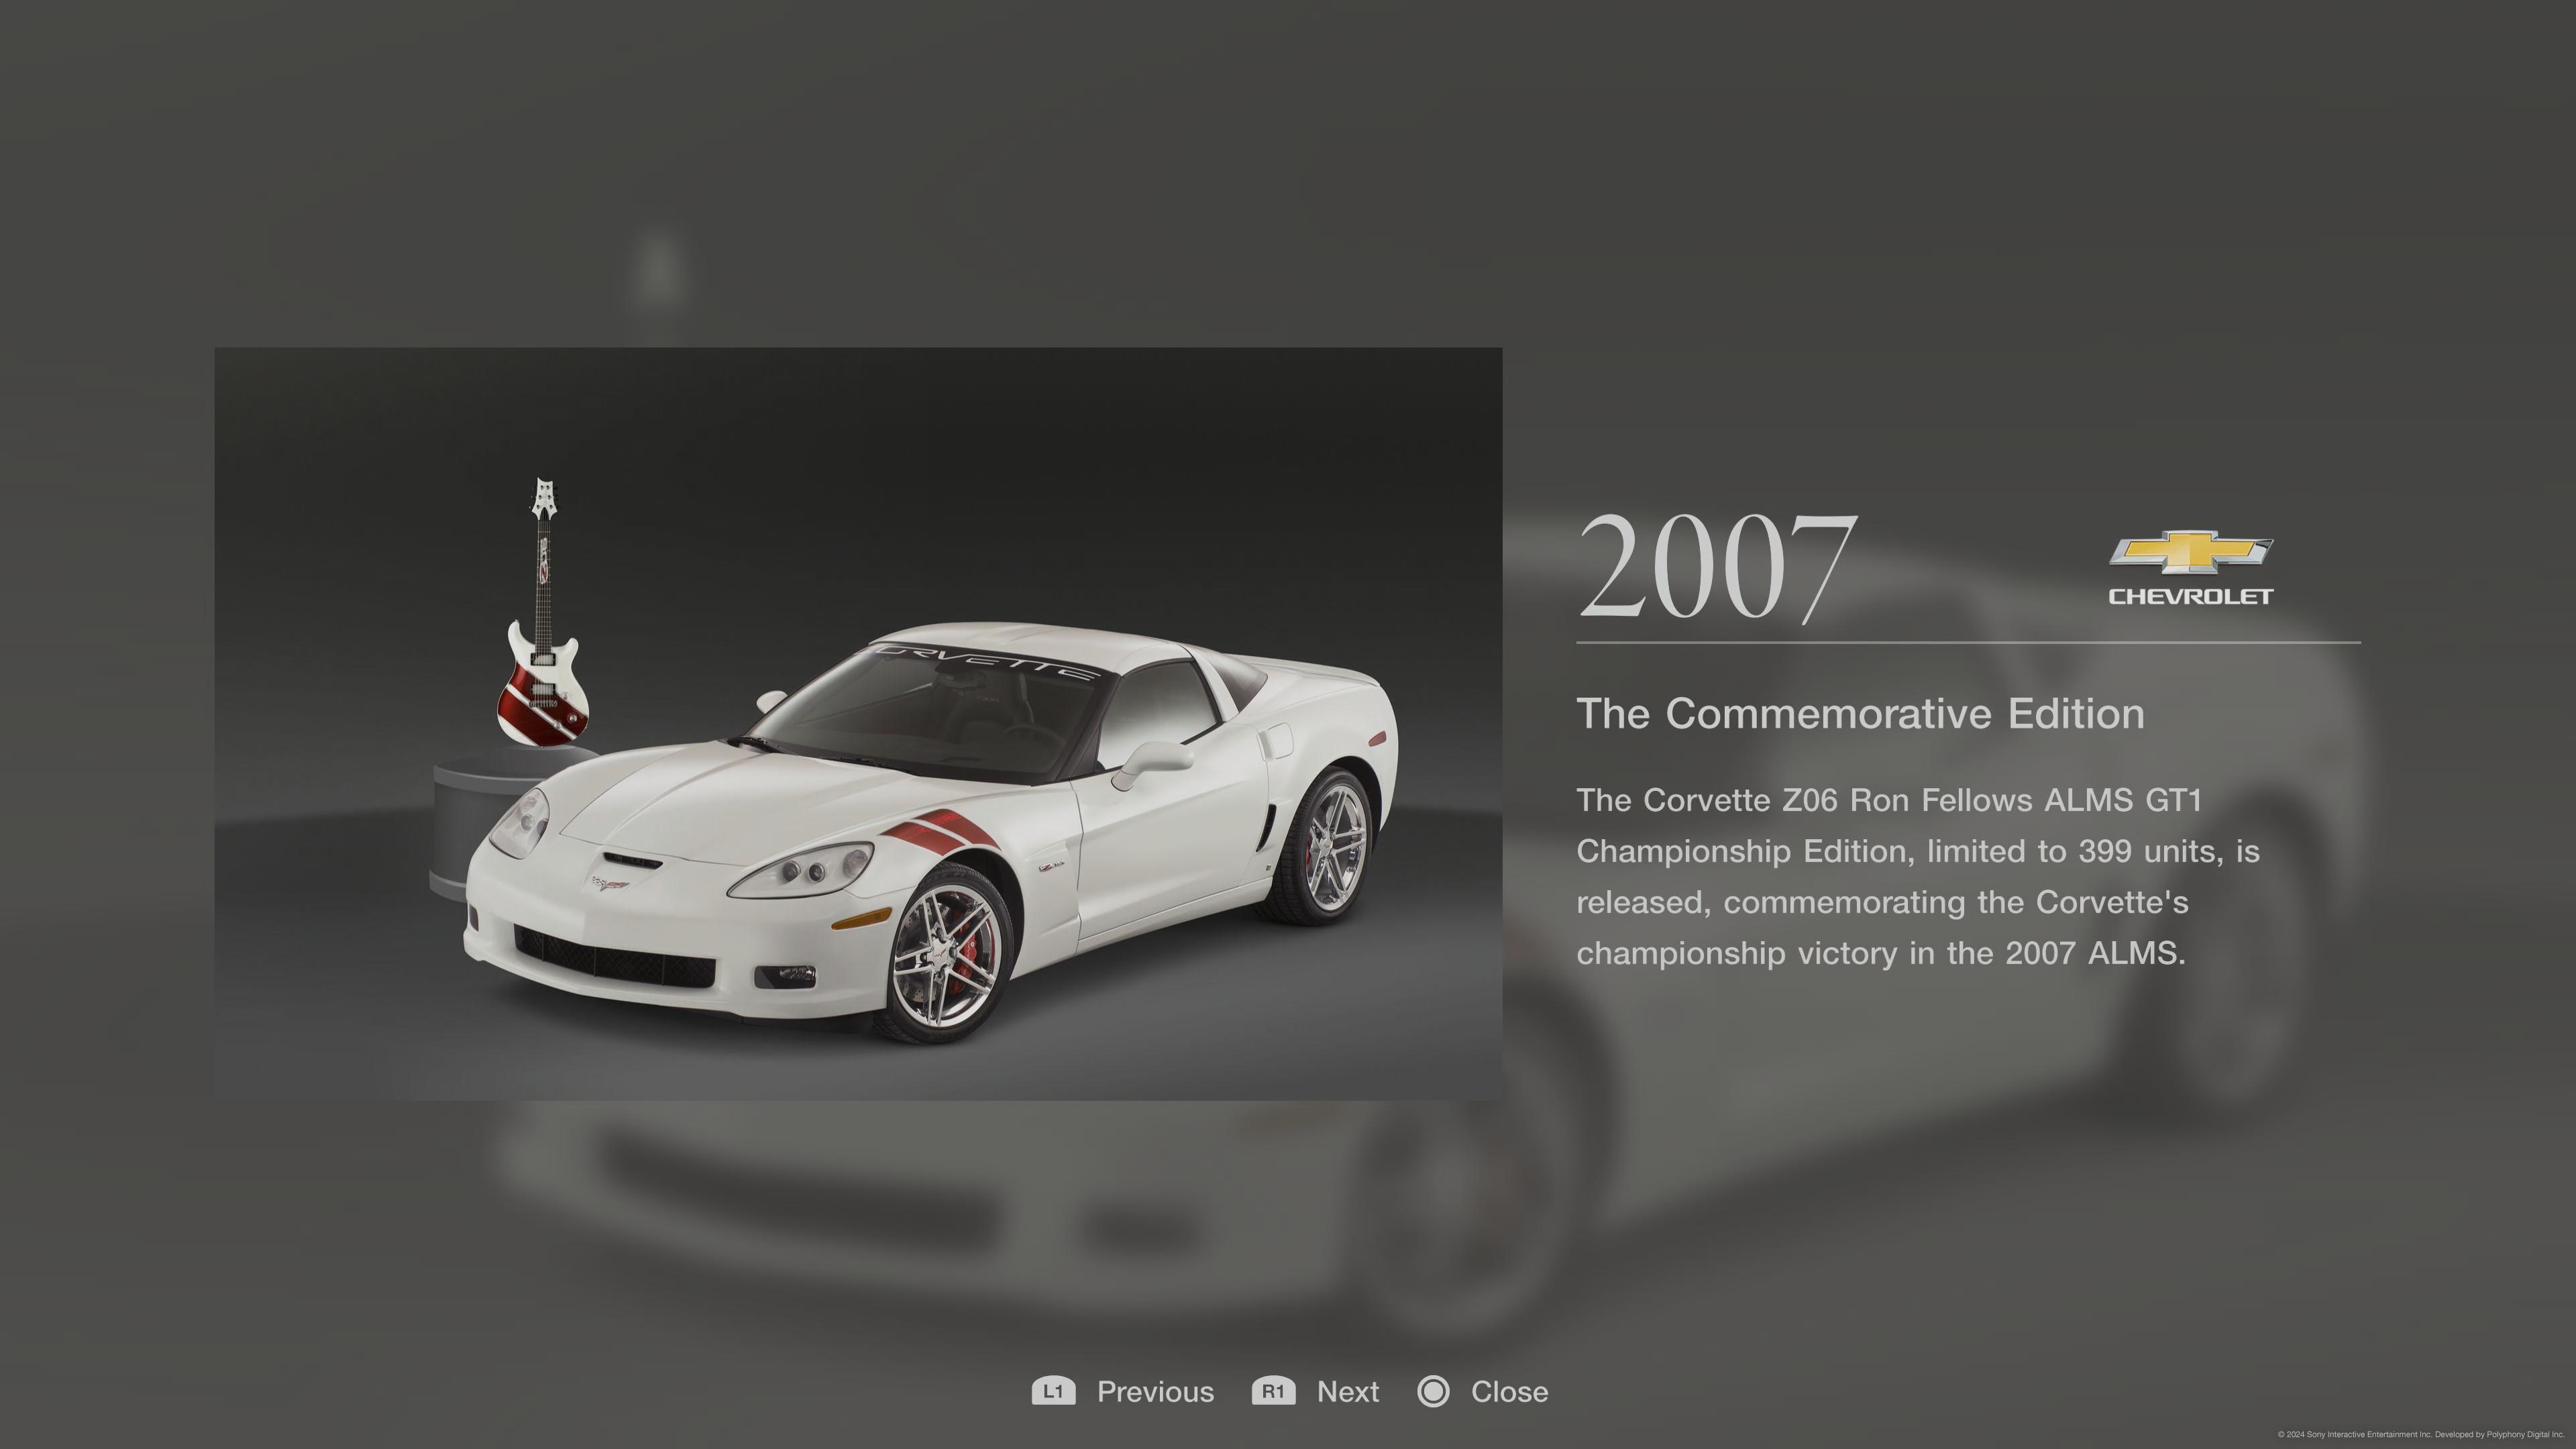 CORVETTE
2007
CHEVROLET
The Commemorative Edition
The Corvette Z06 Ron Fellows ALMS GT1
Championship Edition, limited to 399 units, is
released, commemorating the Corvette's
championship victory in the 2007 ALMS.
L1 Previous R1 Next Close
© 2024 Sony Interactive Entertainment Inc. Developed by Polyphony Digital Inc.